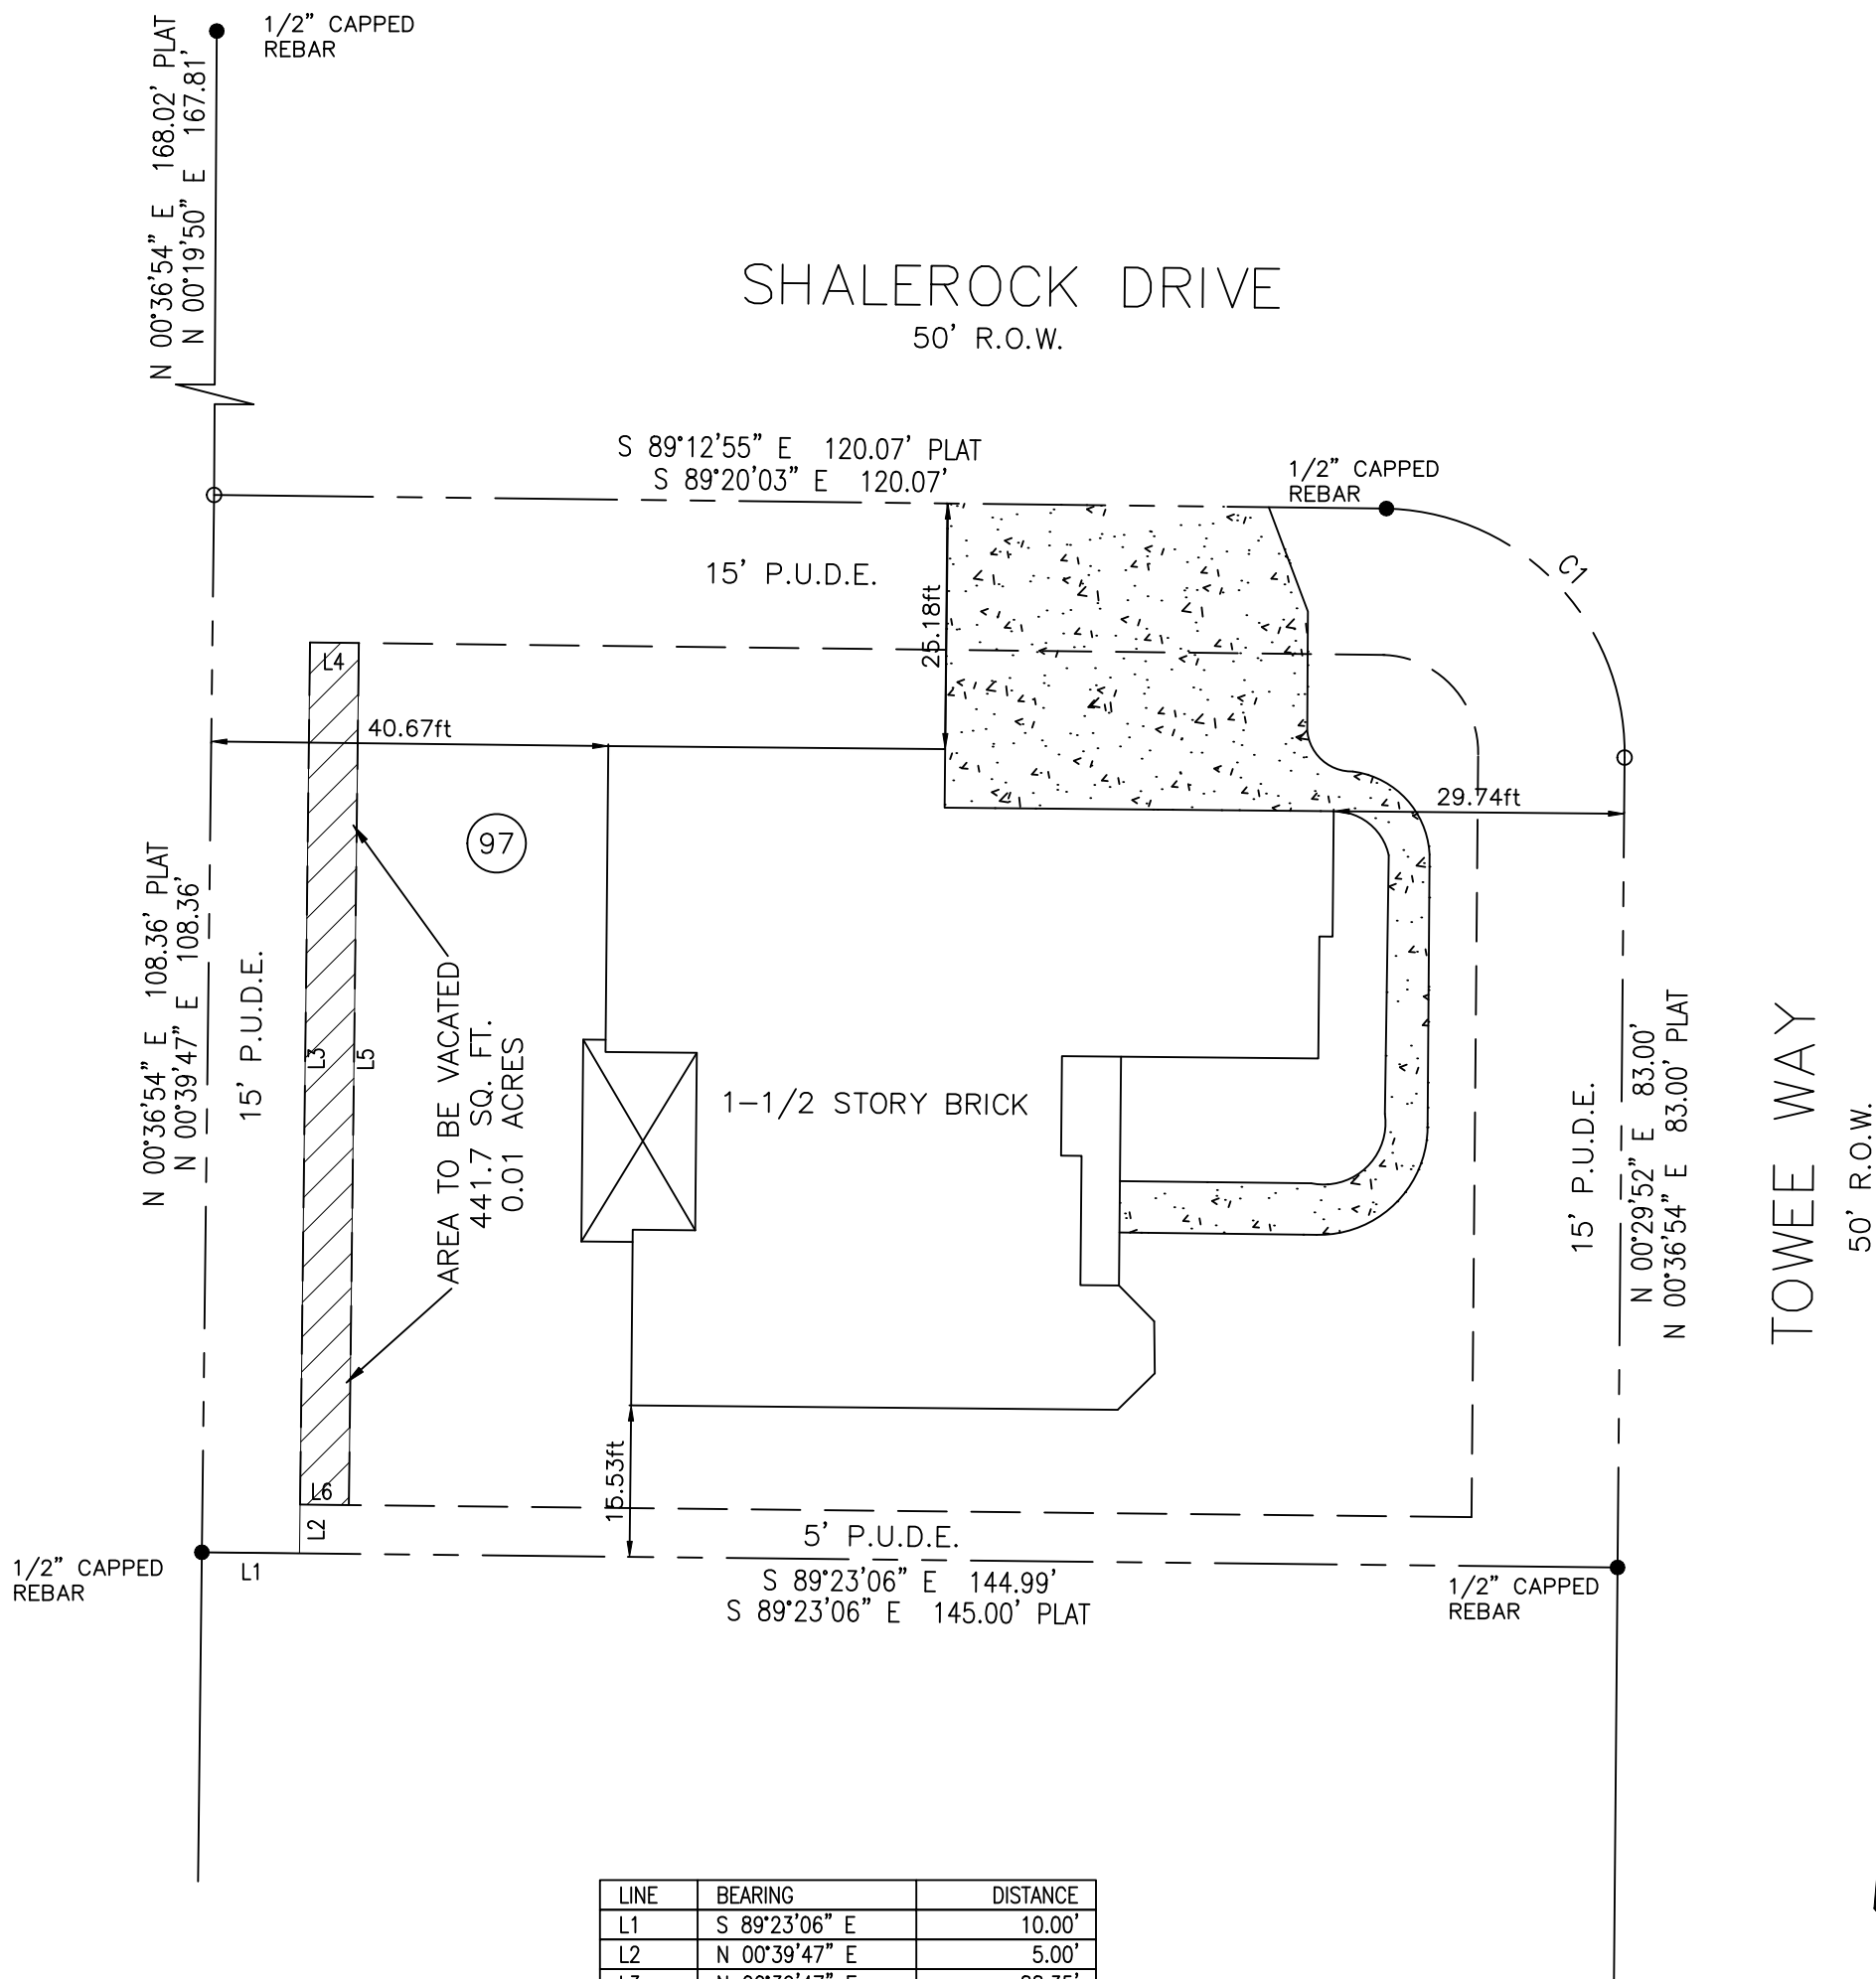 1/2" CAPPED
REBAR
N 00°36'54" E 168.02' PLAT
N 00°19'50" E 167.81'
SHALEROCK DRIVE
50' R.O.W.
S 89°12'55" E 120.07' PLAT
S 89°20'03" E 120.07'
1/2" CAPPED
REBAR
C1
15' P.U.D.E.
25.18ft
L4
40.67ft
29.74ft
97
N 00°36'54" E 108.36' PLAT
N 00°39'47" E 108.36'
15' P.U.D.E.
L3
L5
AREA TO BE VACATED
441.7 SQ. FT.
0.01 ACRES
1-1/2 STORY BRICK
15' P.U.D.E.
N 00°29'52" E 83.00'
N 00°36'54" E 83.00' PLAT
TOWEE WAY
50' R.O.W.
15.53ft
L6
L2
5' P.U.D.E.
1/2" CAPPED
REBAR
L1
S 89°23'06" E 144.99'
S 89°23'06" E 145.00' PLAT
1/2" CAPPED
REBAR
LINE BEARING DISTANCE
L1 S 89°23'06" E 10.00'
L2 N 00°39'47" E 5.00'